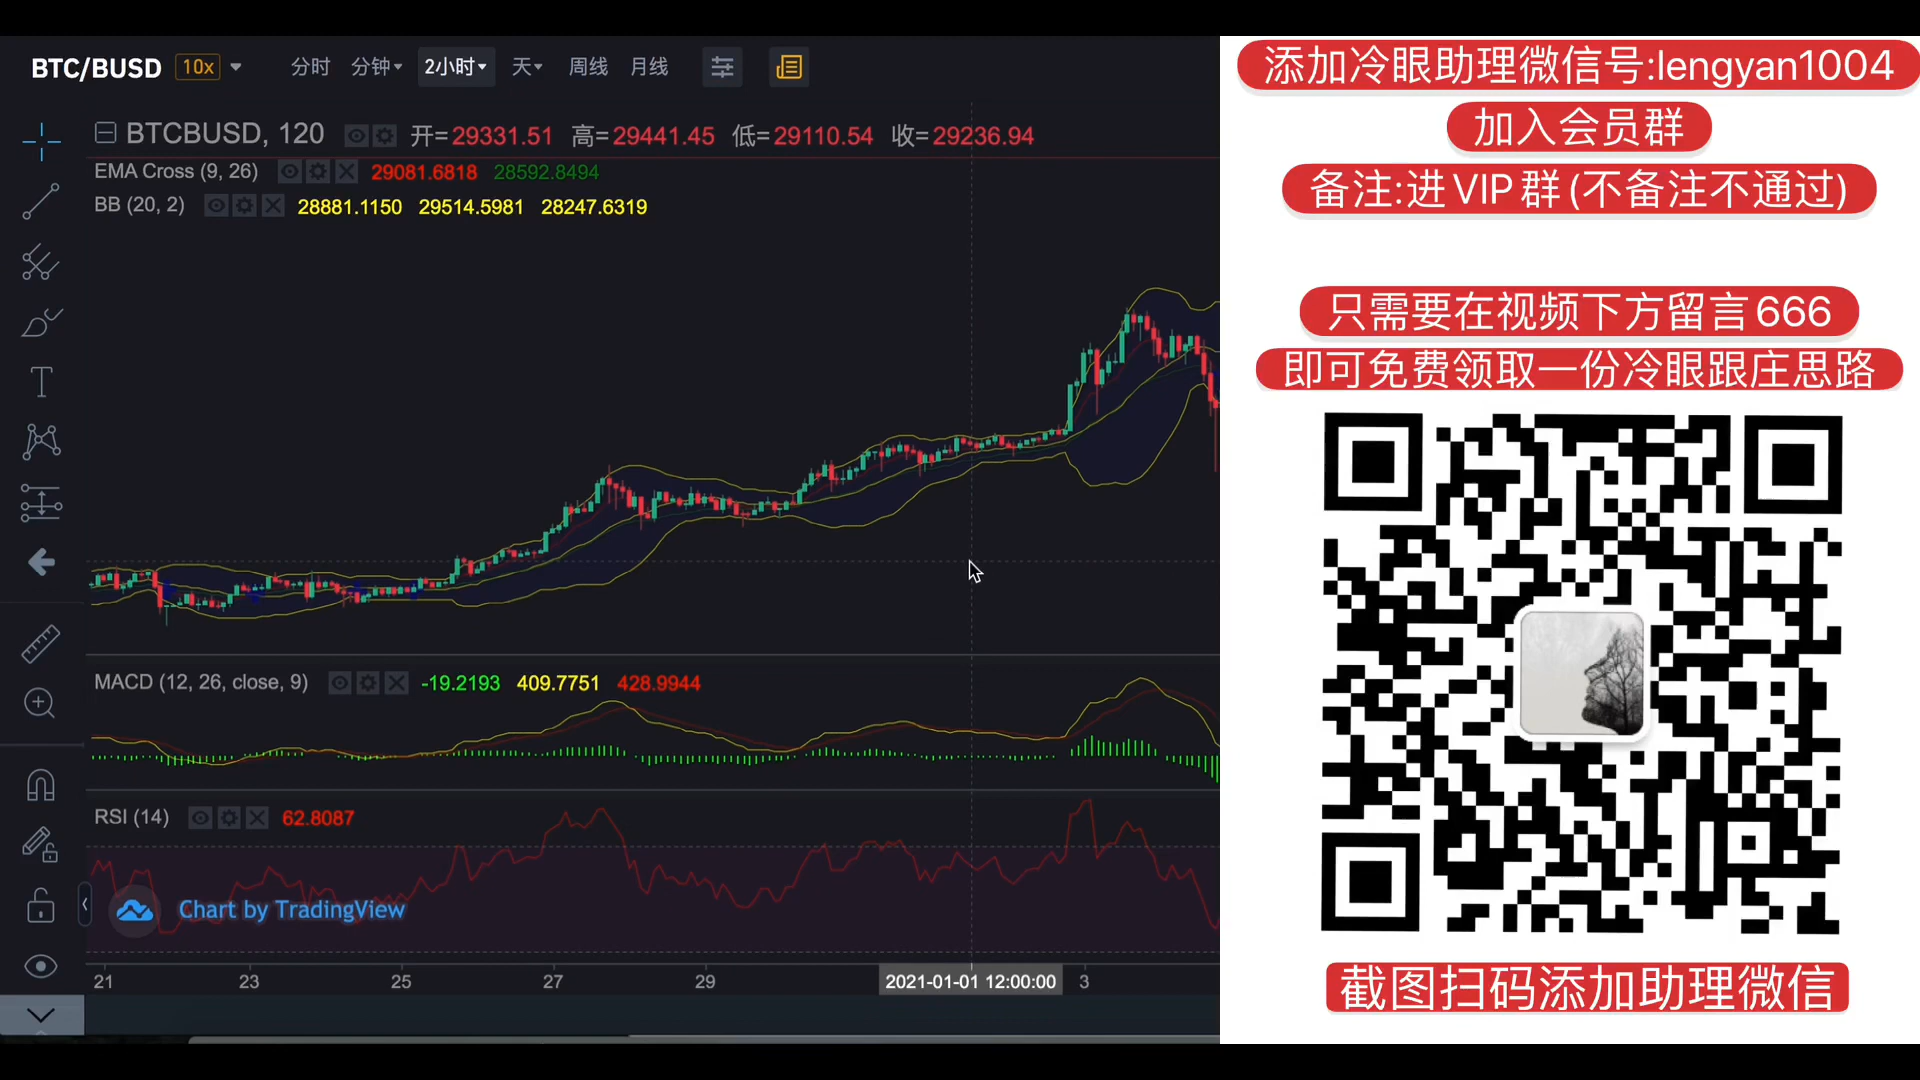 BTC/BUSD 10x 分时 分钟 2小时 天 周线 月线
BTCBUSD, 120 开=29331.51 高=29441.45 低=29110.54 收=29236.94
EMA Cross (9, 26) 29081.6818 28592.8494
BB (20, 2) 28881.1150 29514.5981 28247.6319
MACD (12, 26, close, 9) -19.2193 409.7751 428.9944
RSI (14) 62.8087
Chart by TradingView
21 23 25 27 29 2021-01-01 12:00:00 3
添加冷眼助理微信号:lengyan1004
加入会员群
备注:进VIP群(不备注不通过)
只需要在视频下方留言666
即可免费领取一份冷眼跟庄思路
截图扫码添加助理微信